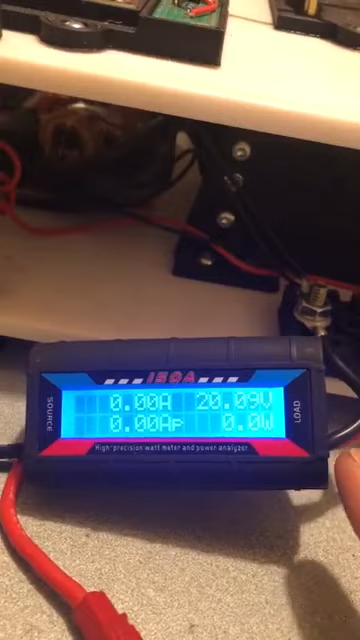 150A
SOURCE
0.00A 20.09V
0.00Ap 0.0W
LOAD
High-precision watt meter and power analyzer